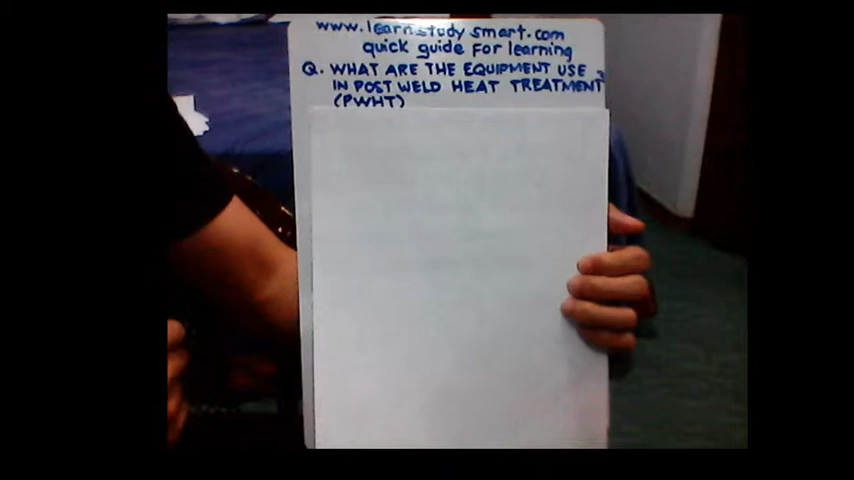 www.learnstudysmart.com
quick guide for learning
Q. WHAT ARE THE EQUIPMENT USE ?
IN POST WELD HEAT TREATMENT
(PWHT)